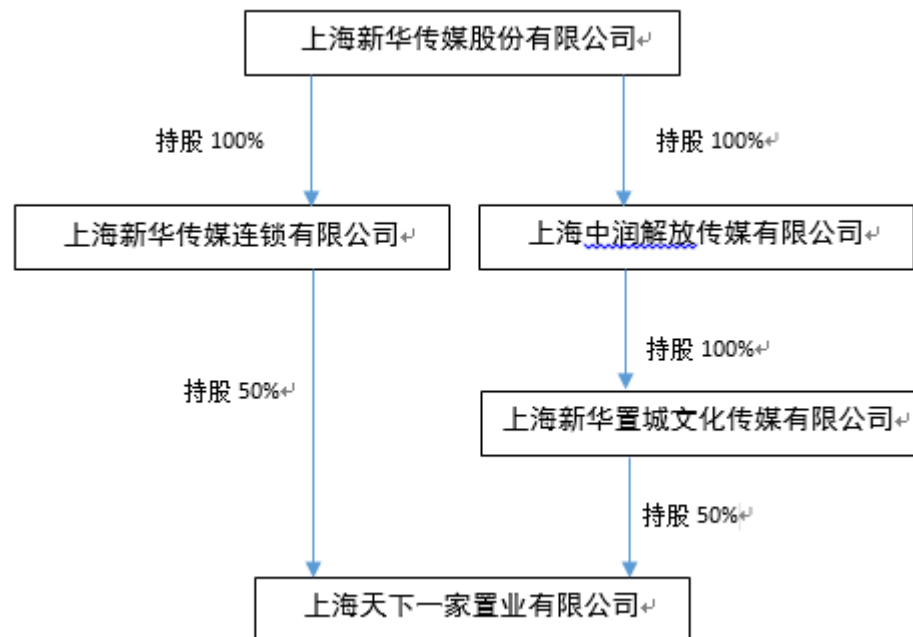 上海新华传媒股份有限公司↵
持股 100%
持股 100%↵
上海新华传媒连锁有限公司↵
上海中润解放传媒有限公司↵
持股 100%↵
持股 50%↵
上海新华置城文化传媒有限公司↵
持股 50%↵
上海天下一家置业有限公司↵